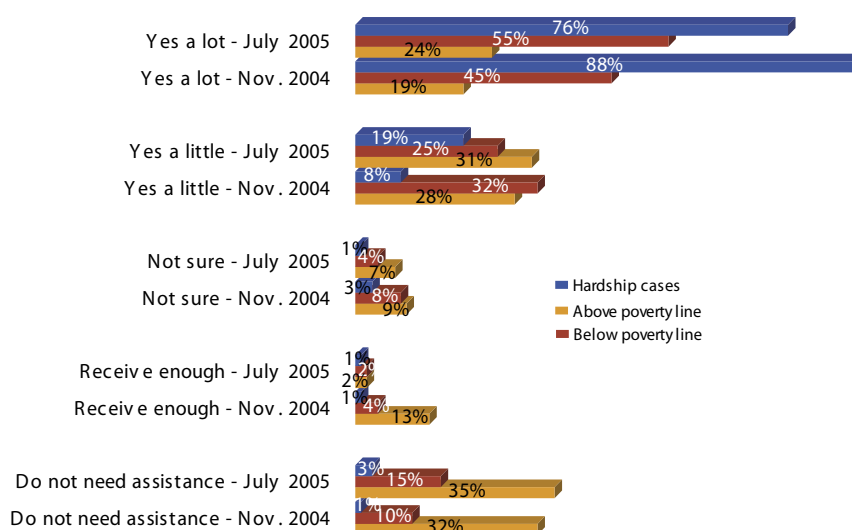 76%
Yes a lot - July 2005 55%
24%
88%
Yes a lot - Nov. 2004 45%
19%
19%
Yes a little - July 2005 25%
31%
8%
Yes a little - Nov. 2004 32%
28%
1%
Not sure - July 2005 4%
7%
3%
Not sure - Nov. 2004 8%
9%
Hardship cases
Above poverty line
Below poverty line
1%
Receive enough - July 2005 2%
2%
1%
Receive enough - Nov. 2004 4%
13%
3%
Do not need assistance - July 2005 15%
35%
1%
Do not need assistance - Nov. 2004 10%
32%